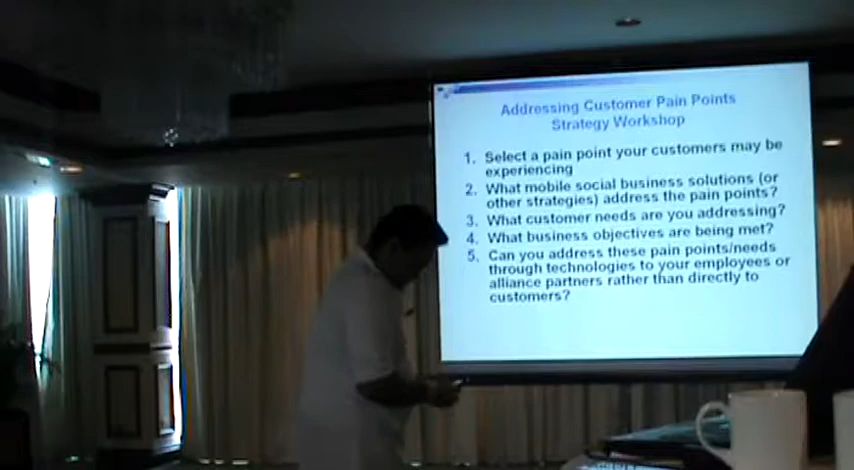 Addressing Customer Pain Points
Strategy Workshop
1. Select a pain point your customers may be
experiencing
2. What mobile social business solutions (or
other strategies) address the pain points?
3. What customer needs are you addressing?
4. What business objectives are being met?
5. Can you address these pain points/needs
through technologies to your employees or
alliance partners rather than directly to
customers?